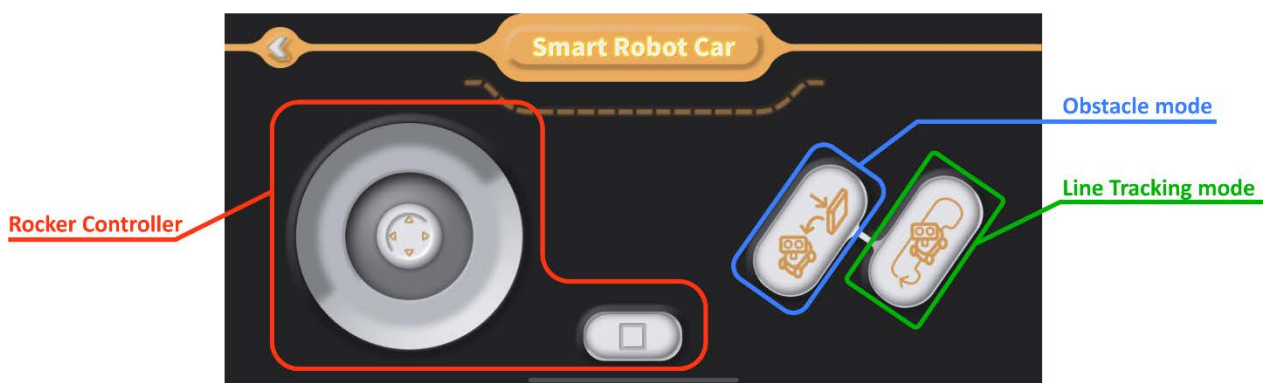 Smart Robot Car
Obstacle mode
Line Tracking mode
Rocker Controller